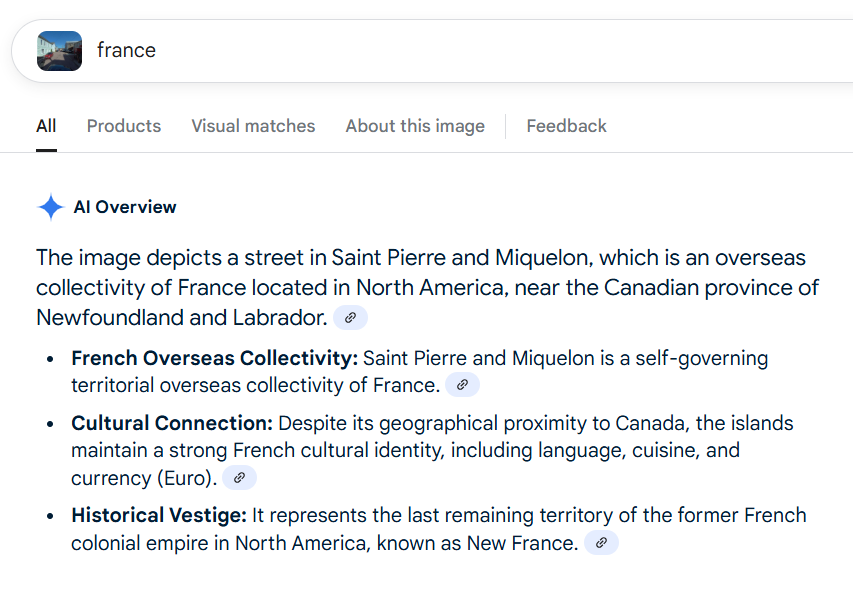 france
All Products Visual matches About this image Feedback
AI Overview
The image depicts a street in Saint Pierre and Miquelon, which is an overseas
collectivity of France located in North America, near the Canadian province of
Newfoundland and Labrador.
• French Overseas Collectivity: Saint Pierre and Miquelon is a self-governing
territorial overseas collectivity of France.
• Cultural Connection: Despite its geographical proximity to Canada, the islands
maintain a strong French cultural identity, including language, cuisine, and
currency (Euro).
• Historical Vestige: It represents the last remaining territory of the former French
colonial empire in North America, known as New France.